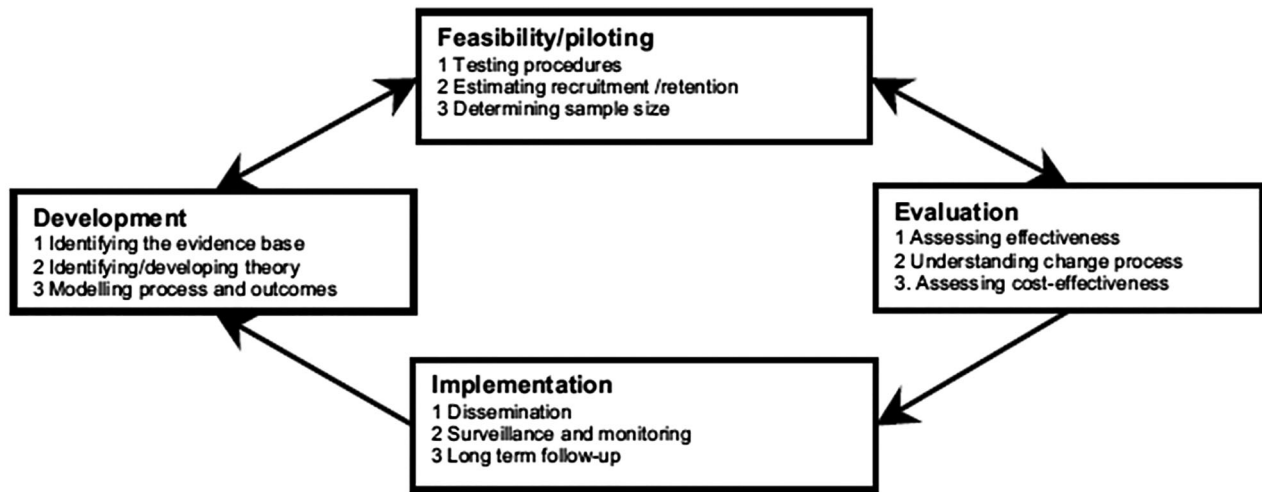 Feasibility/piloting
1 Testing procedures
2 Estimating recruitment /retention
3 Determining sample size
Development
1 Identifying the evidence base
2 Identifying/developing theory
3 Modelling process and outcomes
Evaluation
1 Assessing effectiveness
2 Understanding change process
3. Assessing cost-effectiveness
Implementation
1 Dissemination
2 Surveillance and monitoring
3 Long term follow-up